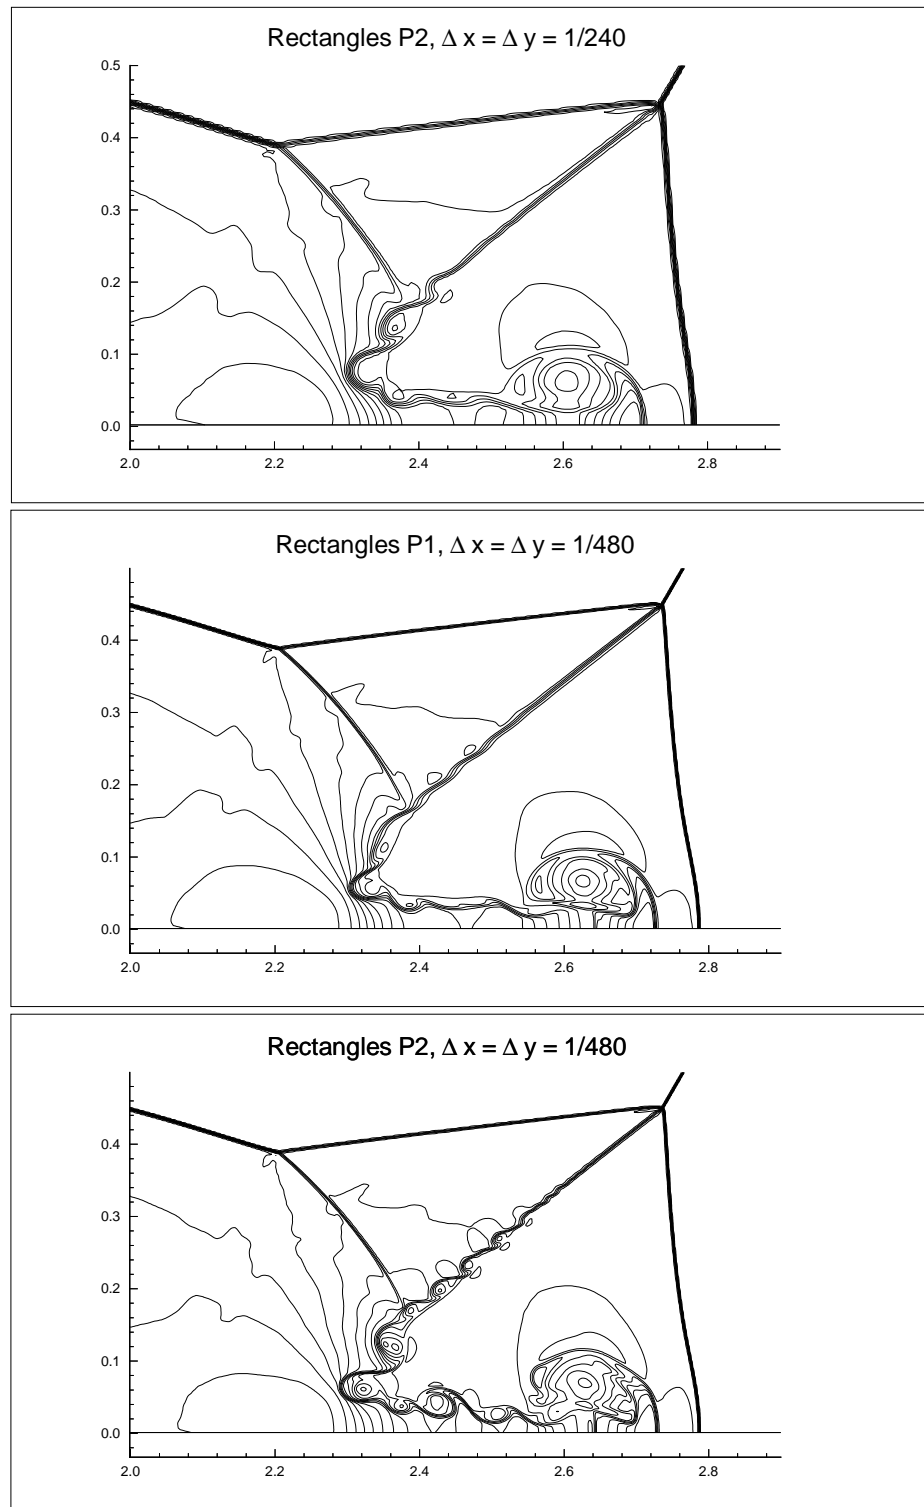 Rectangles P2, Δ x = Δ y = 1/240
0.5
0.4
0.3
0.2
0.1
0.0
2.0 2.2 2.4 2.6 2.8
Rectangles P1, Δ x = Δ y = 1/480
0.4
0.3
0.2
0.1
0.0
2.0 2.2 2.4 2.6 2.8
Rectangles P2, Δ x = Δ y = 1/480
0.4
0.3
0.2
0.1
0.0
2.0 2.2 2.4 2.6 2.8